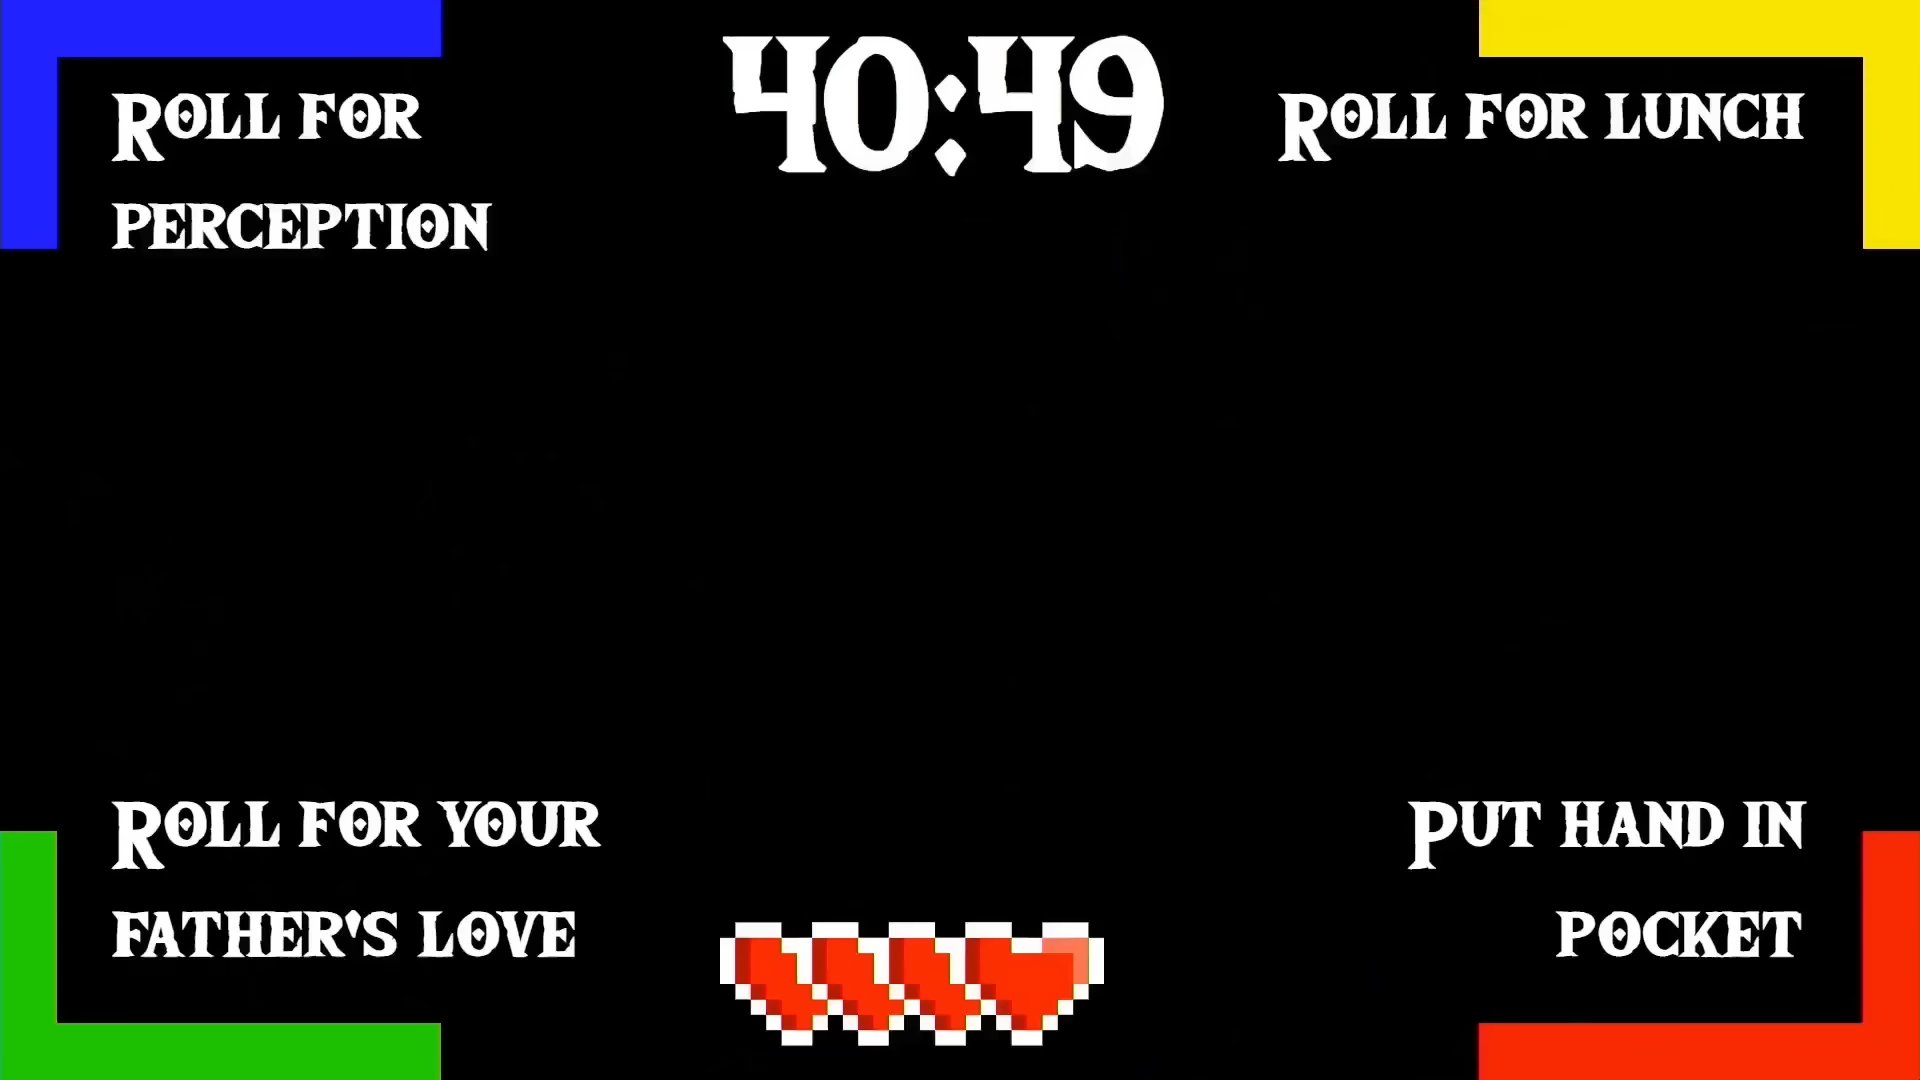 40:49
Roll for
perception
Roll for lunch
Roll for your
father's love
Put hand in
pocket